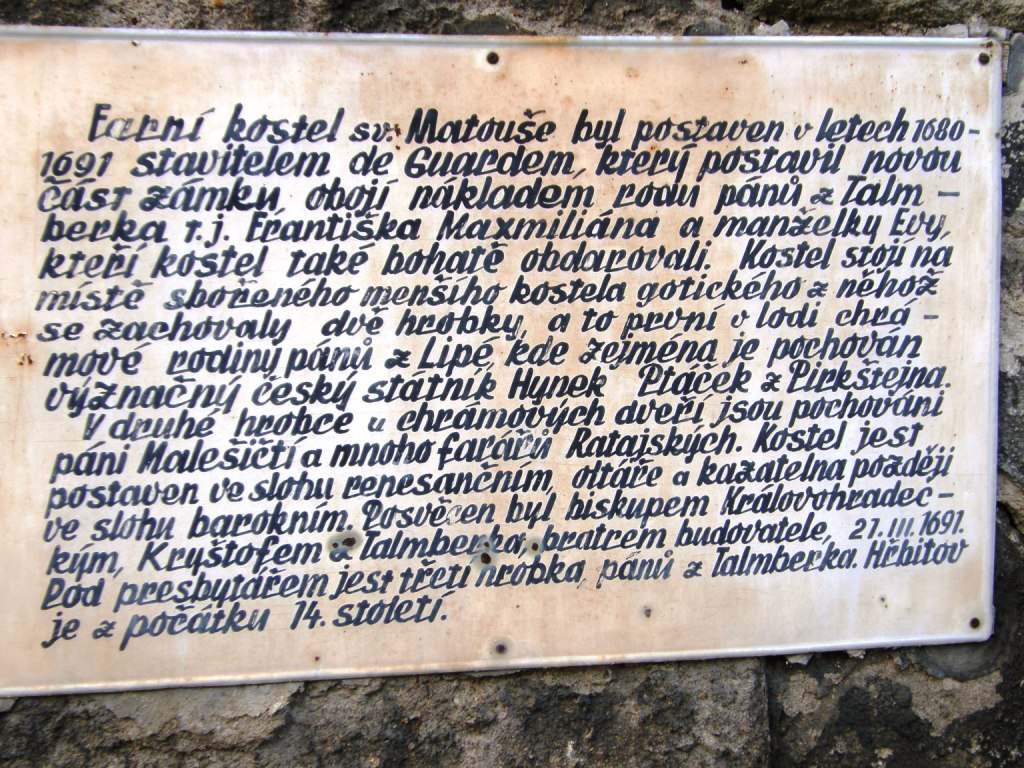 Farní kostel sv. Matouše byl postaven v letech 1680-
1691 stavitelem de Guardem, který postavil novou
část zámku, obojí nákladem rodu pánů z Talm-
berka t.j. Františka Maxmiliána a manželky Evy,
kteří kostel také bohatě obdarovali. Kostel stojí na
místě sbořeného menšího kostela gotického z něhož
se zachovaly dvě hrobky, a to první v lodi chrá-
mové rodiny pánů z Lipé, kde zejména je pochován
význačný český státník Hynek Ptáček z Pirkštejna.
V druhé hrobce u chrámových dveří jsou pochováni
páni Malešičtí a mnoho farářů Ratajských. Kostel jest
postaven ve slohu renesančním, oltáře a kazatelna později
ve slohu barokním. Posvěcen byl biskupem Královohradec-
kým, Kryštofem z Talmberka, bratrem budovatele, 21.III.1691.
Pod presbytářem jest třetí hrobka, pánů z Talmberka. Hřbitov
je z počátku 14. století.